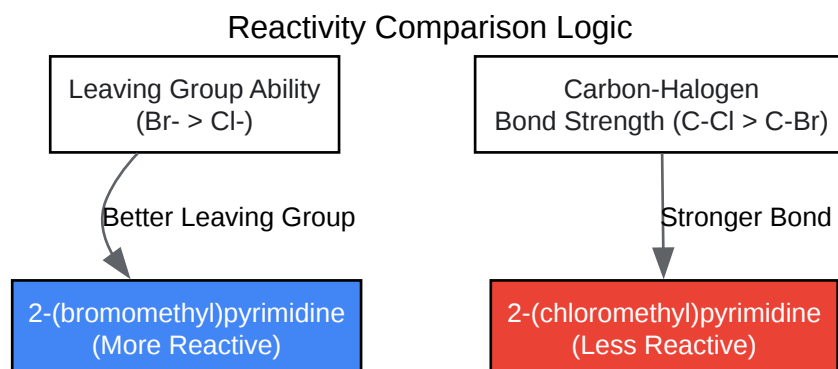 Reactivity Comparison Logic
Leaving Group Ability
(Br- > Cl-)
Carbon-Halogen
Bond Strength (C-Cl > C-Br)
Better Leaving Group
Stronger Bond
2-(bromomethyl)pyrimidine
(More Reactive)
2-(chloromethyl)pyrimidine
(Less Reactive)